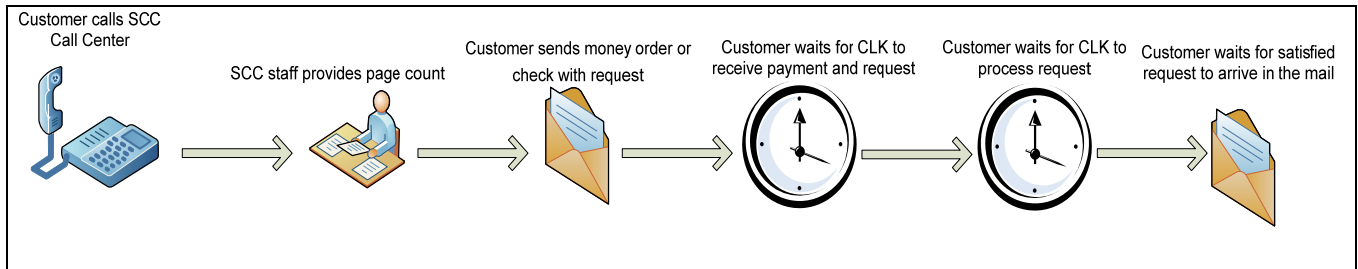 Customer calls SCC
Call Center
SCC staff provides page count
Customer sends money order or
check with request
Customer waits for CLK to
receive payment and request
Customer waits for CLK to
process request
Customer waits for satisfied
request to arrive in the mail